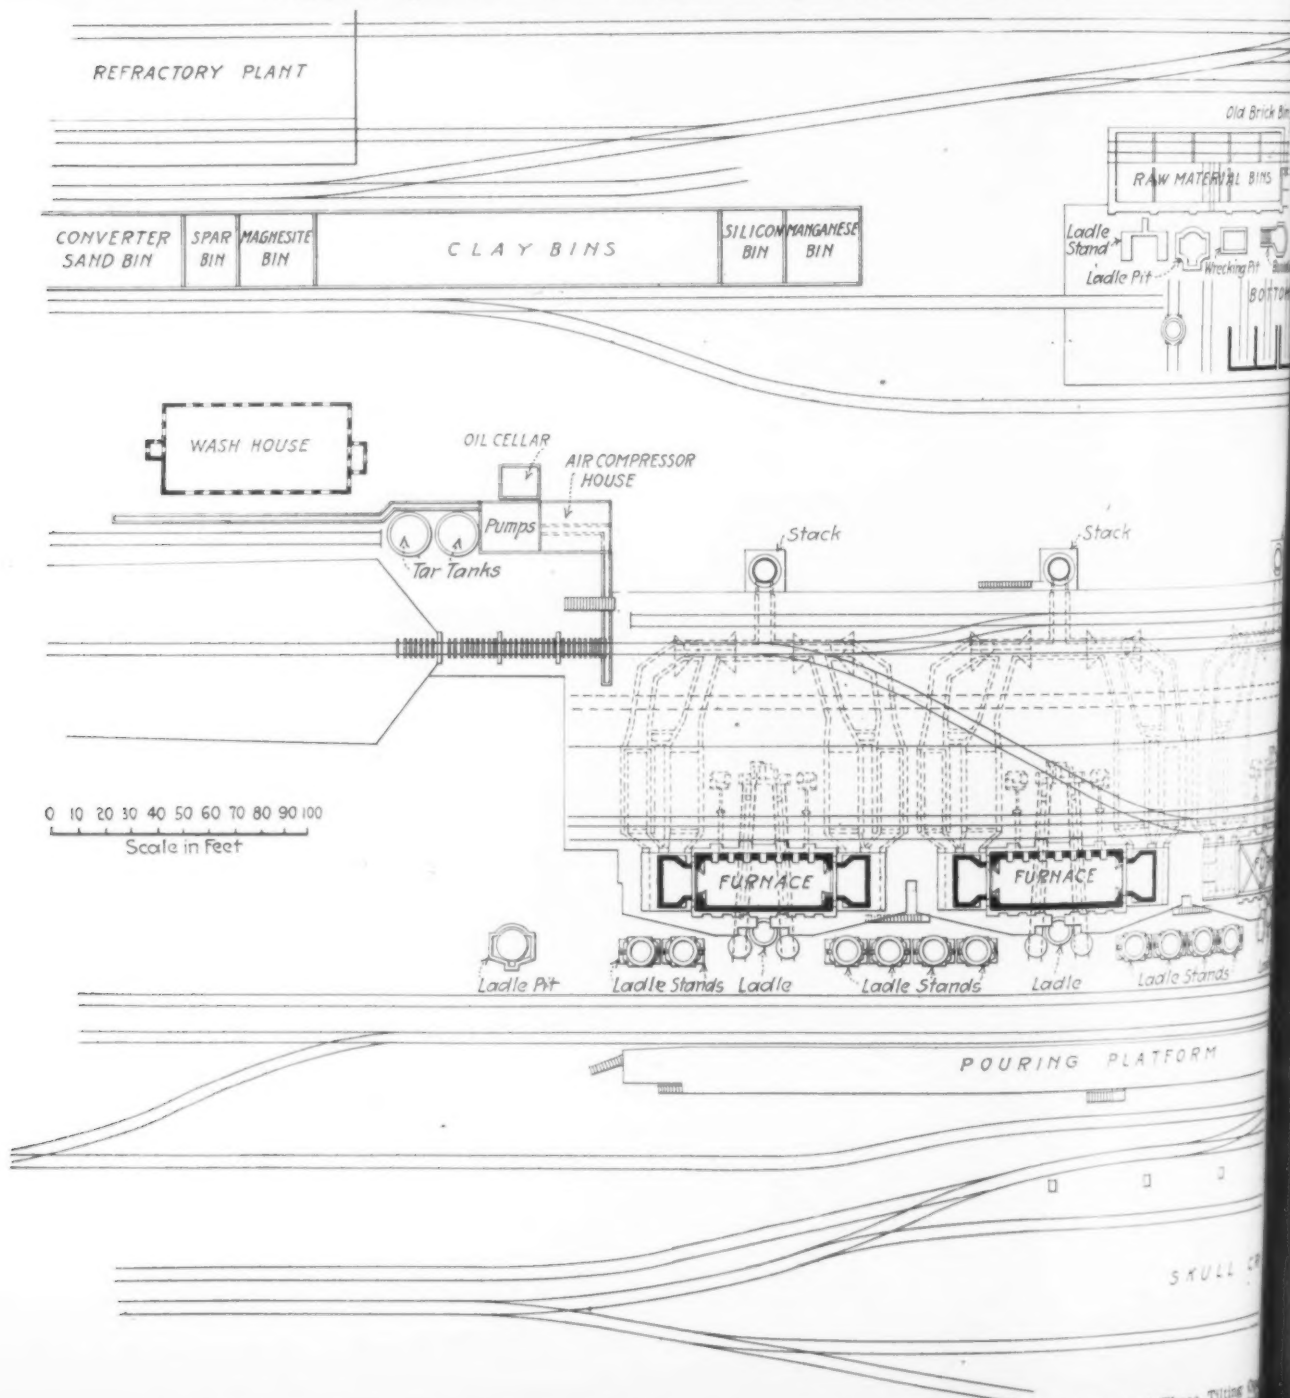 REFRACTORY PLANT
Old Brick Bins
RAW MATERIAL BINS
CONVERTER
SAND BIN
SPAR
BIN
MAGNESITE
BIN
CLAY BINS
SILICON
BIN
MANGANESE
BIN
Ladle
Stand
Ladle Pit
Wrecking Pit
WASH HOUSE
OIL CELLAR
AIR COMPRESSOR
HOUSE
Pumps
Tar Tanks
Stack
Stack
0 10 20 30 40 50 60 70 80 90 100
Scale in Feet
FURNACE
FURNACE
Ladle Pit
Ladle Stands
Ladle
Ladle Stands
Ladle
Ladle Stands
POURING PLATFORM
SKULL
Tilting